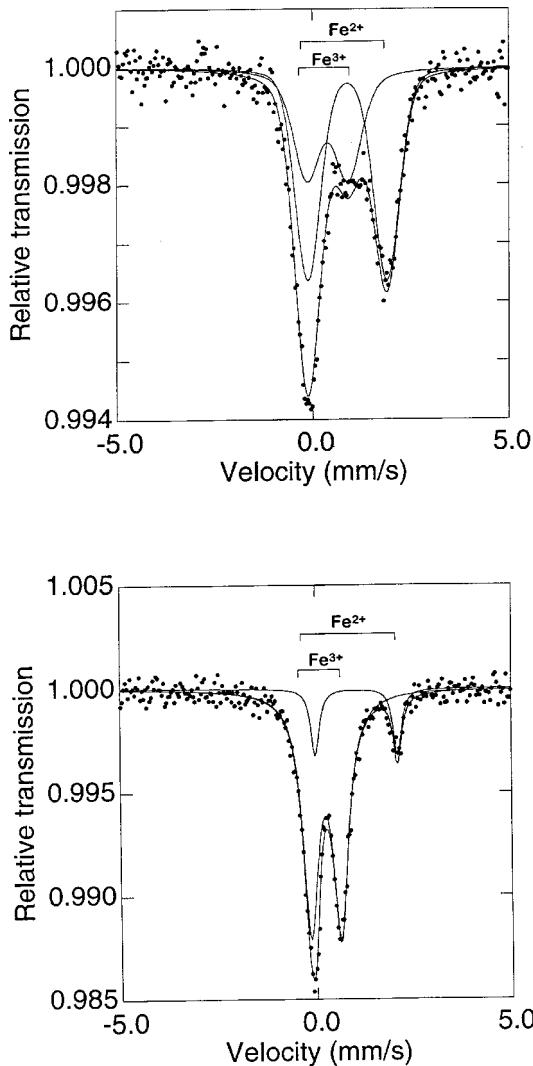 Fe2+
Fe3+
1.000
0.998
0.996
0.994
Relative transmission
-5.0 0.0 5.0
Velocity (mm/s)
1.005
Fe2+
Fe3+
1.000
0.995
0.990
0.985
Relative transmission
-5.0 0.0 5.0
Velocity (mm/s)